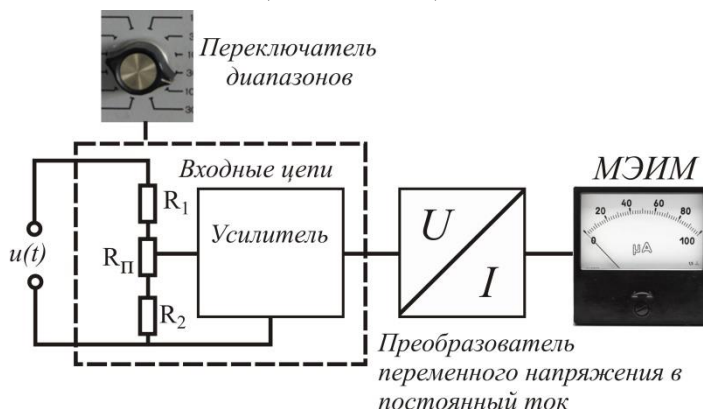 Переключатель
диапазонов
Входные цепи
МЭИМ
R₁
Усилитель
u(t)
Rп
R₂
U
I
0 20 40 60 80 100
μA
Преобразователь
переменного напряжения в
постоянный ток